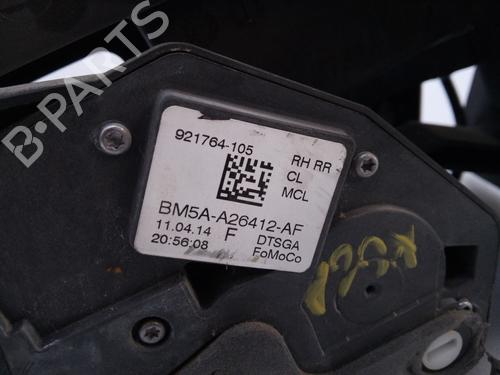 B-PARTS
921764-105
RH RR
CL
MCL
BM5A-A26412-AF
11.04.14 F DTSGA
20:56:08 FoMoCo